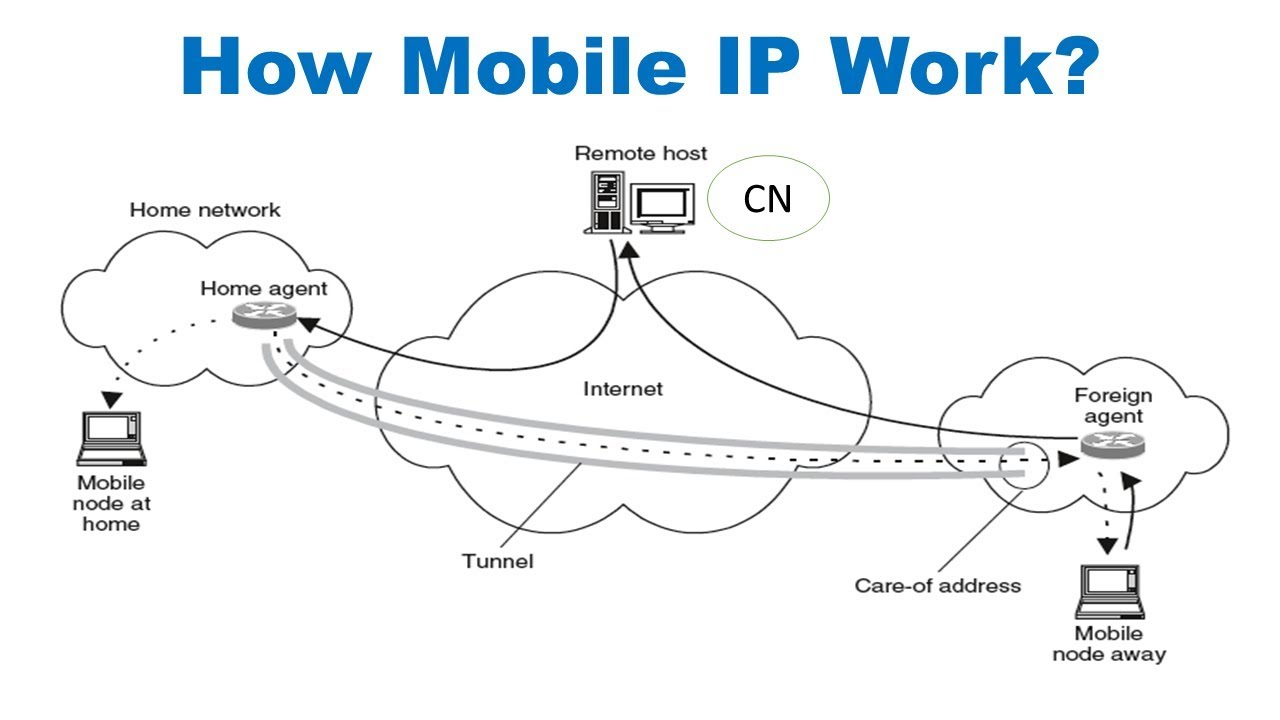 How Mobile IP Work?
Remote host
CN
Home network
Home agent
Internet
Foreign
agent
Mobile
node at
home
Tunnel
Care-of address
Mobile
node away